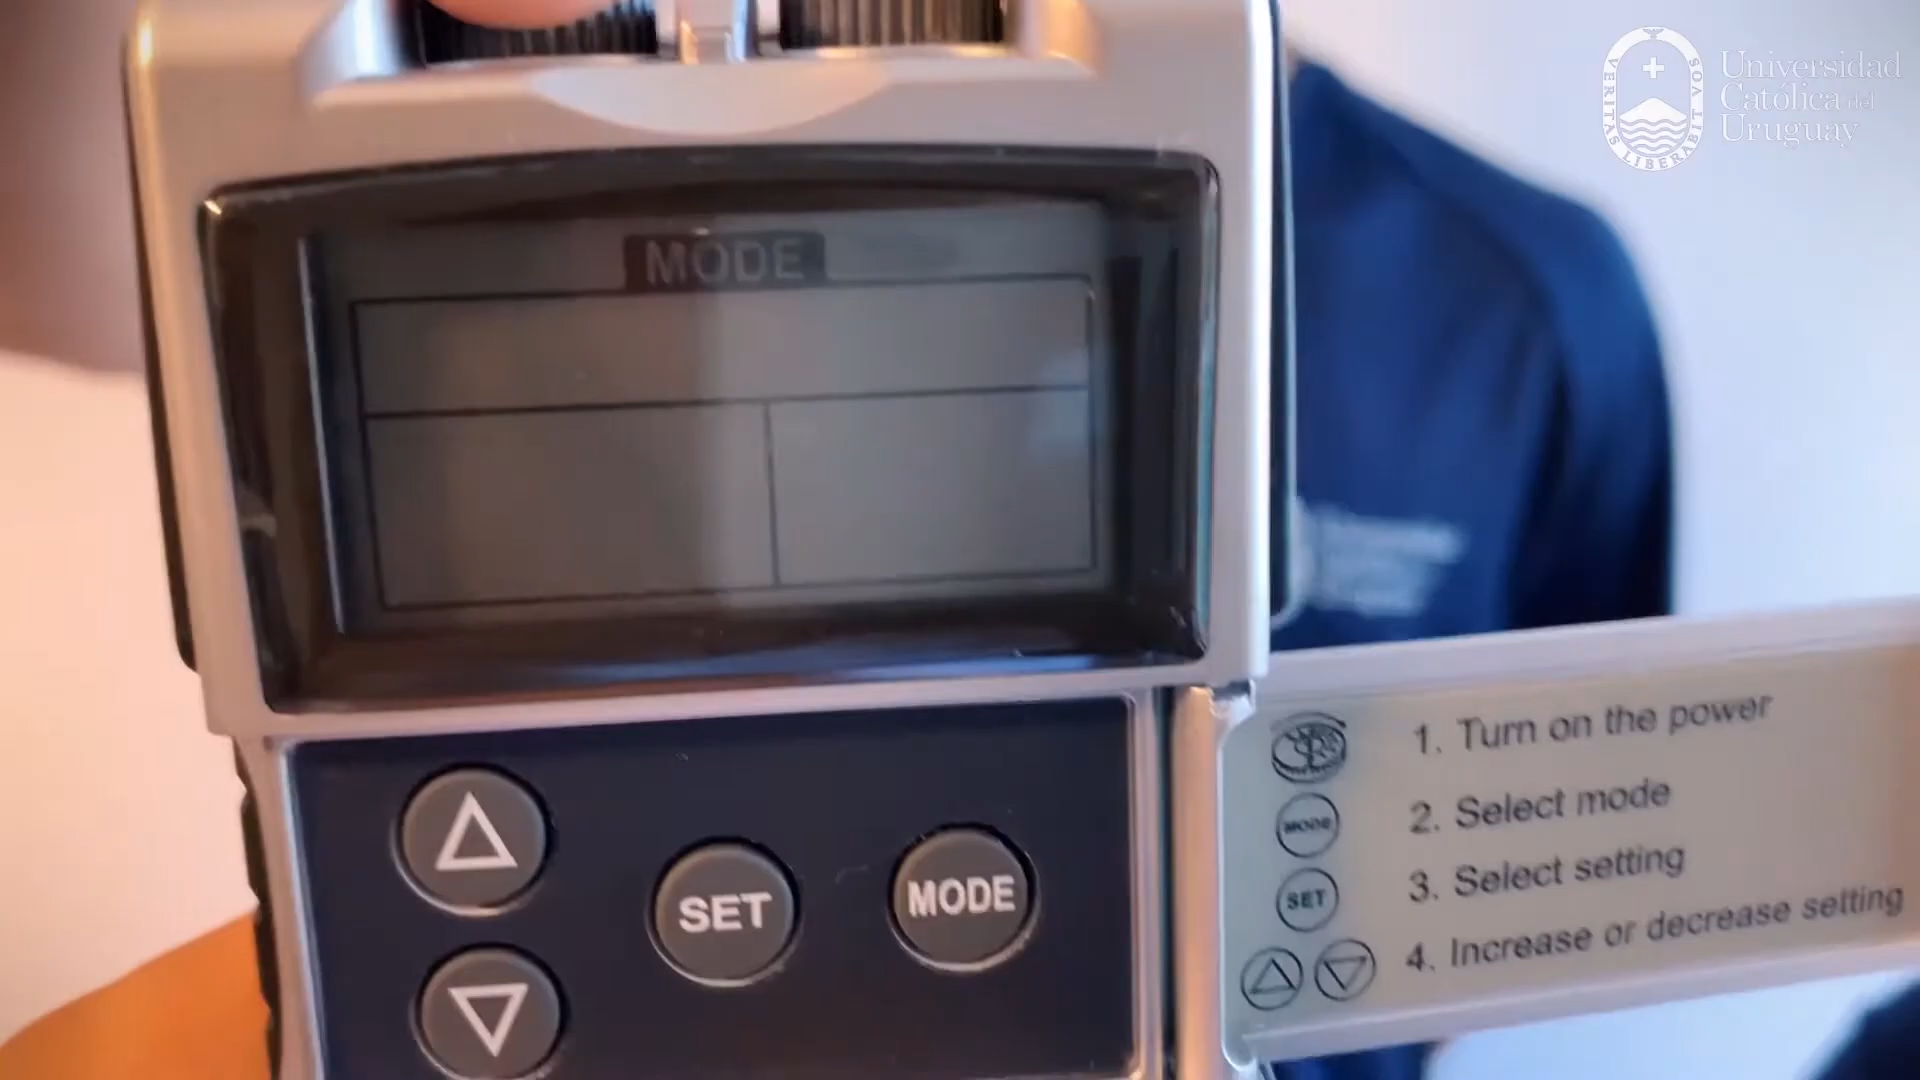 VERITAS LIBERABIT VOS
Universidad
Católica del
Uruguay
MODE
SET
MODE
1. Turn on the power
MODE 2. Select mode
SET 3. Select setting
4. Increase or decrease setting